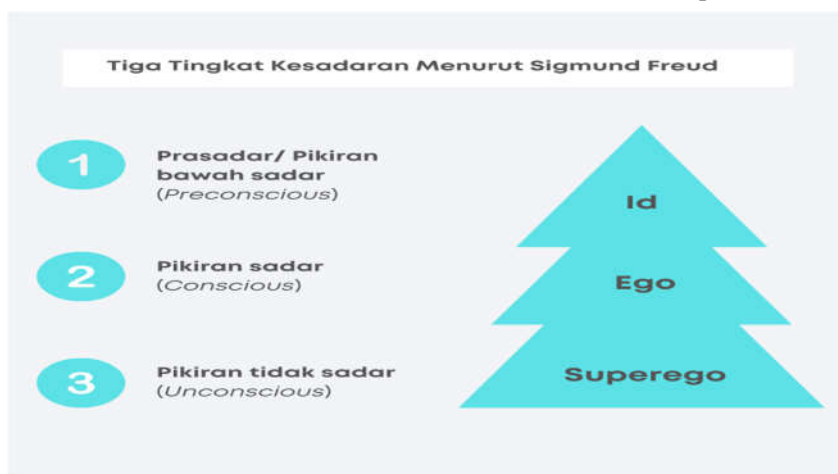 Tiga Tingkat Kesadaran Menurut Sigmund Freud
1
Prasadar/ Pikiran
bawah sadar
(Preconscious)
2
Pikiran sadar
(Conscious)
3
Pikiran tidak sadar
(Unconscious)
Id
Ego
Superego